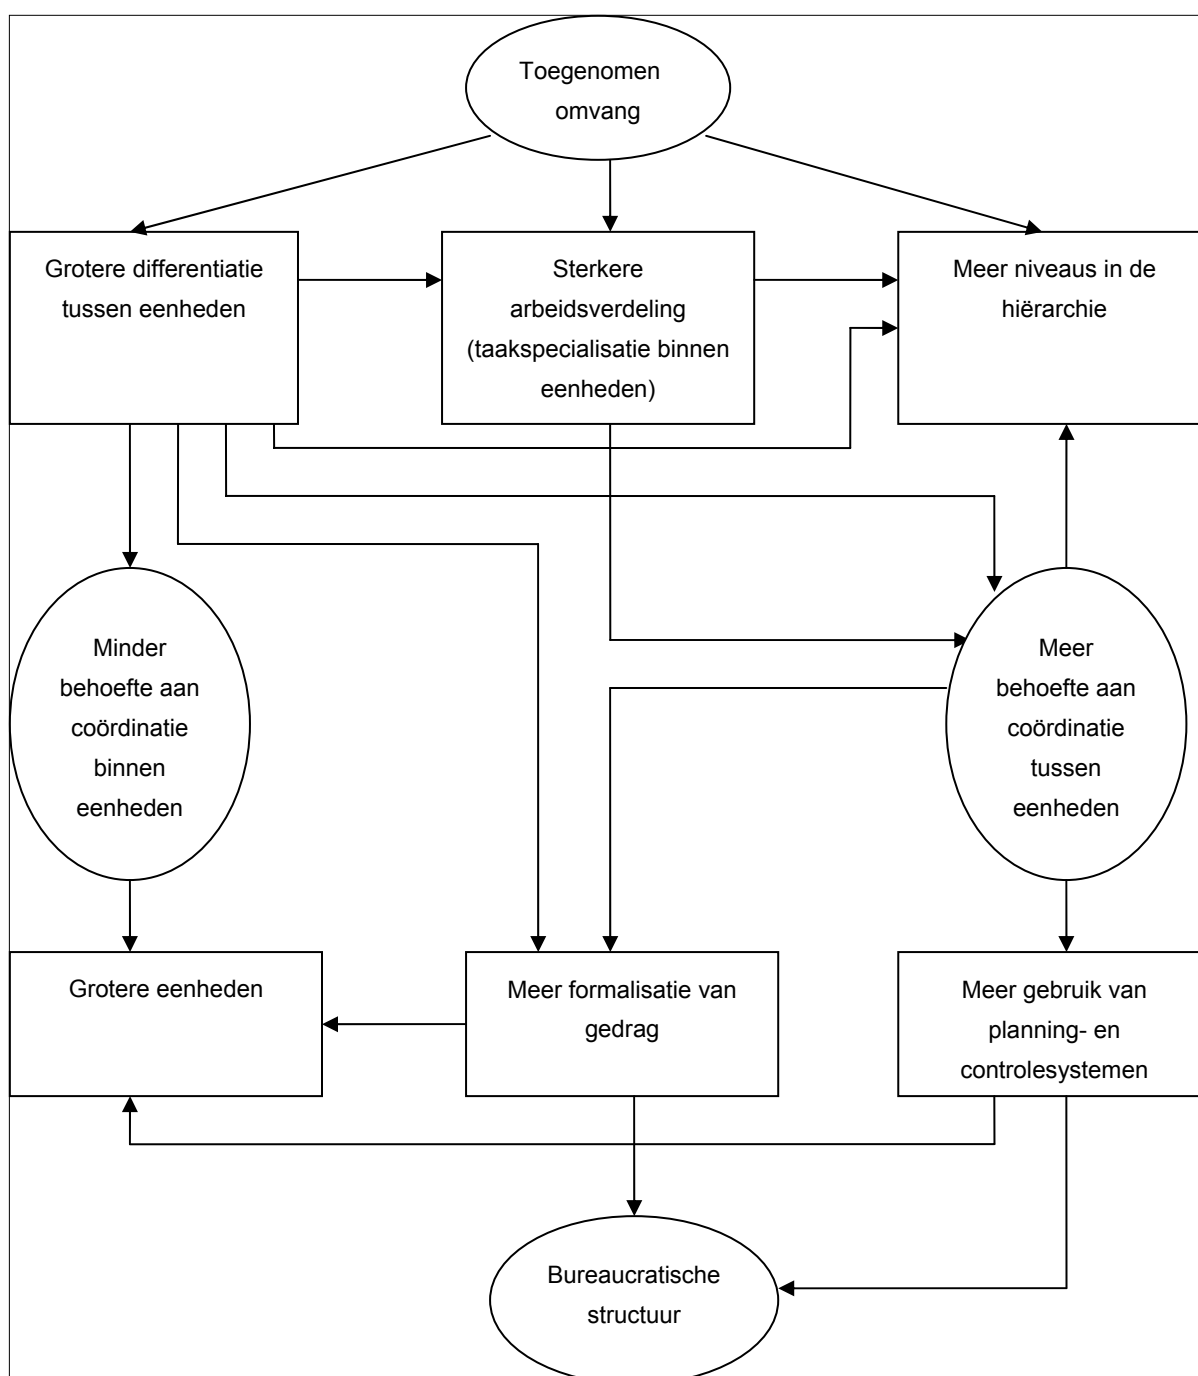 Toegenomen
omvang
Grotere differentiatie
tussen eenheden
Sterkere
arbeidsverdeling
(taakspecialisatie binnen
eenheden)
Meer niveaus in de
hiërarchie
Minder
behoefte aan
coördinatie
binnen
eenheden
Meer
behoefte aan
coördinatie
tussen
eenheden
Grotere eenheden
Meer formalisatie van
gedrag
Meer gebruik van
planning- en
controlesystemen
Bureaucratische
structuur